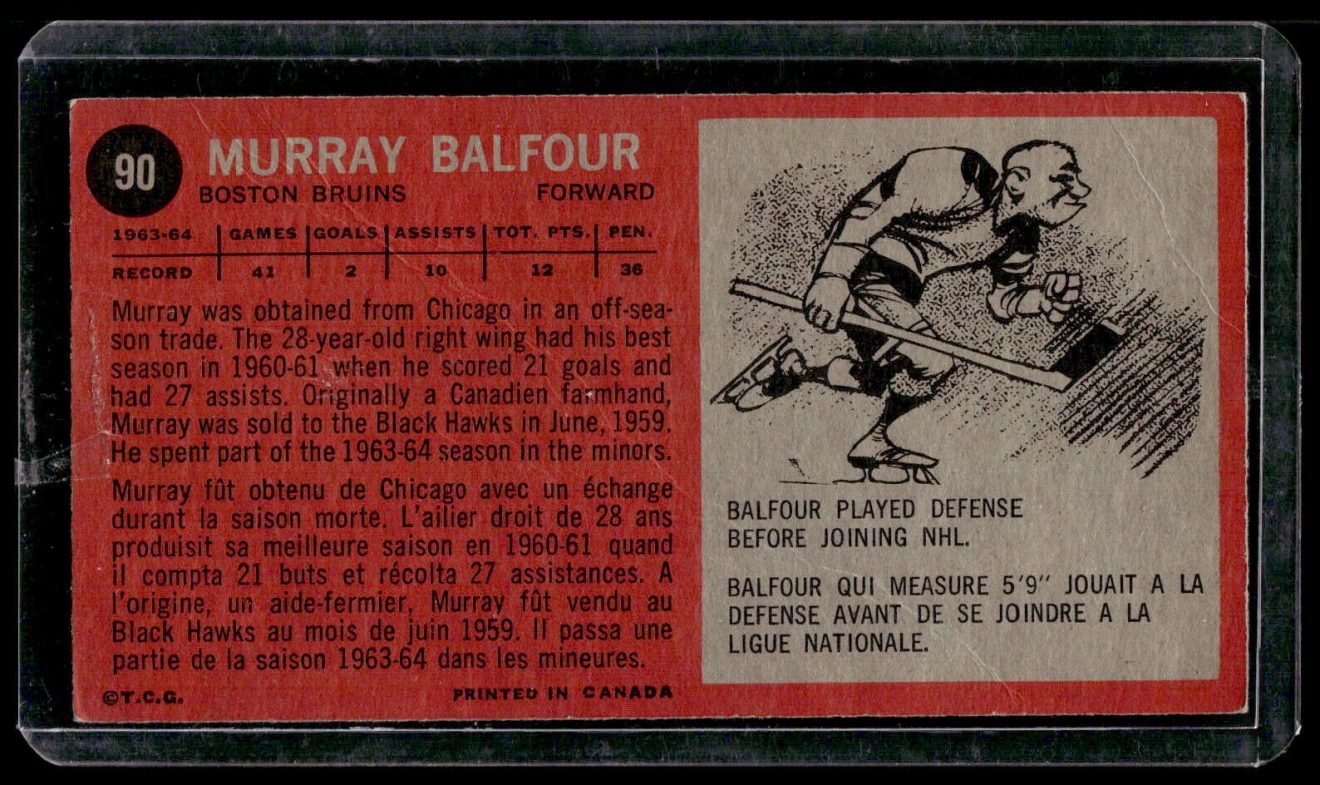 90
MURRAY BALFOUR
BOSTON BRUINS FORWARD
1963-64 GAMES GOALS ASSISTS TOT. PTS. PEN.
RECORD 41 2 10 12 36
Murray was obtained from Chicago in an off-sea-
son trade. The 28-year-old right wing had his best
season in 1960-61 when he scored 21 goals and
had 27 assists. Originally a Canadien farmhand,
Murray was sold to the Black Hawks in June, 1959.
He spent part of the 1963-64 season in the minors.
Murray fût obtenu de Chicago avec un échange
durant la saison morte. L'ailier droit de 28 ans
produisit sa meilleure saison en 1960-61 quand
il compta 21 buts et récolta 27 assistances. A
l'origine, un aide-fermier, Murray fût vendu au
Black Hawks au mois de juin 1959. Il passa une
partie de la saison 1963-64 dans les mineures.
©T.C.G. PRINTED IN CANADA
BALFOUR PLAYED DEFENSE
BEFORE JOINING NHL.
BALFOUR QUI MEASURE 5'9" JOUAIT A LA
DEFENSE AVANT DE SE JOINDRE A LA
LIGUE NATIONALE.